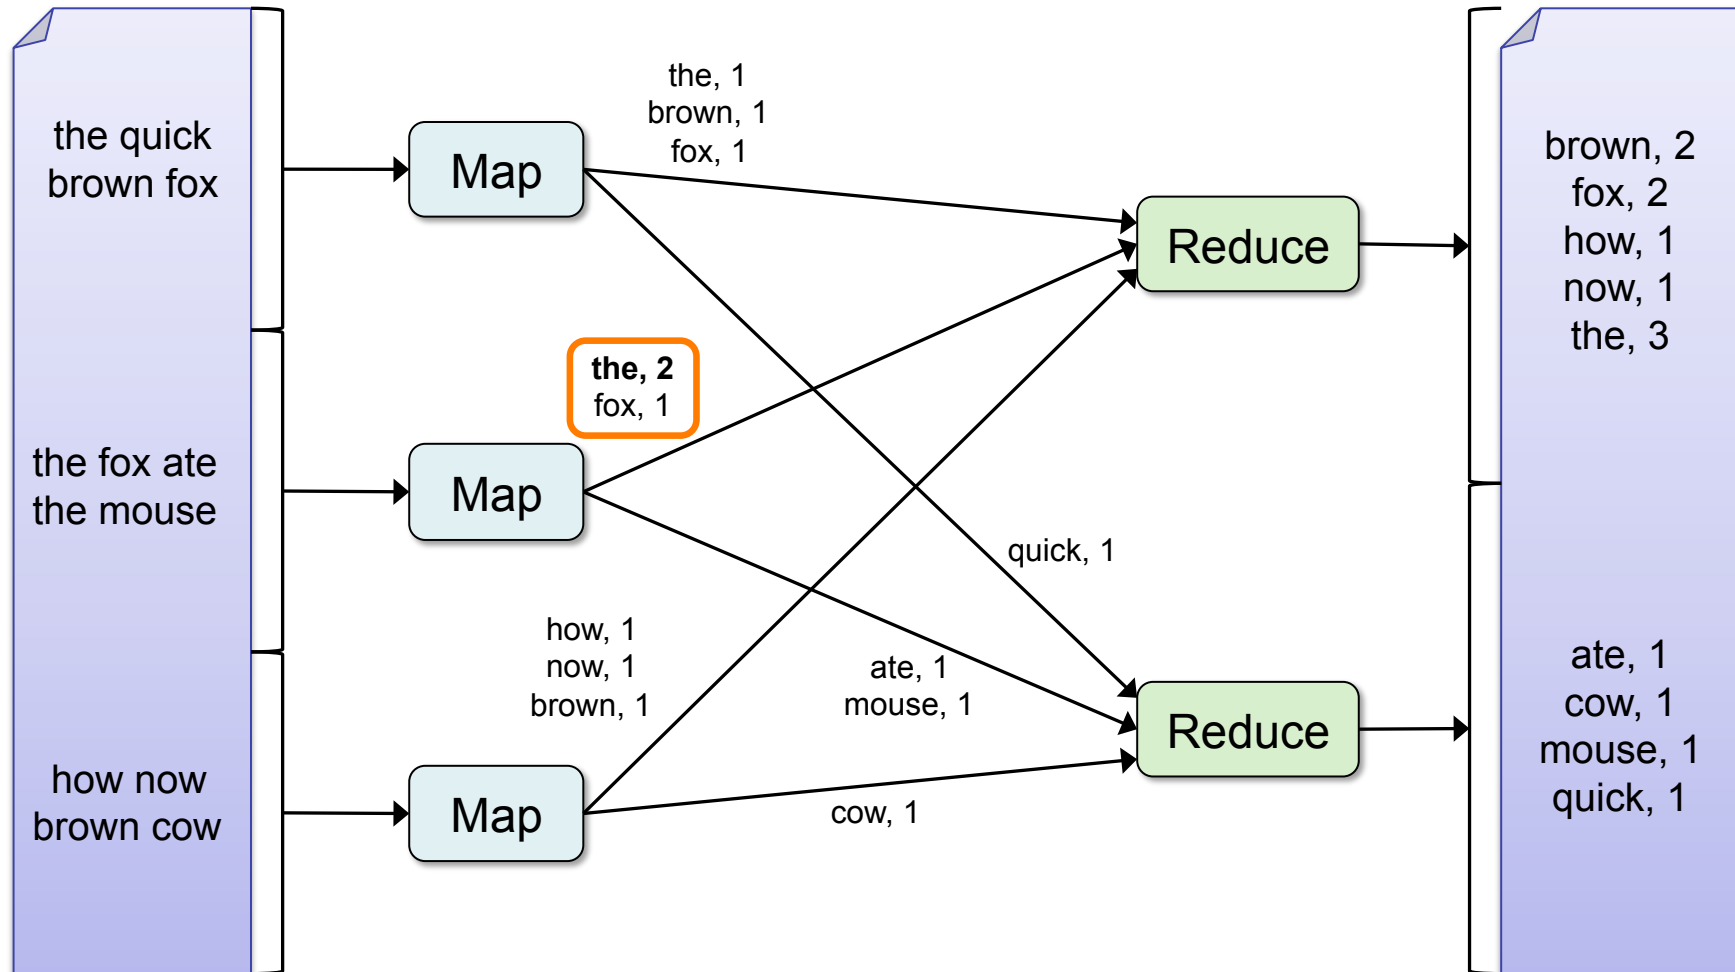 the quick
brown fox
the fox ate
the mouse
how now
brown cow
Map
Map
Map
the, 1
brown, 1
fox, 1
the, 2
fox, 1
how, 1
now, 1
brown, 1
quick, 1
ate, 1
mouse, 1
cow, 1
Reduce
Reduce
brown, 2
fox, 2
how, 1
now, 1
the, 3
ate, 1
cow, 1
mouse, 1
quick, 1